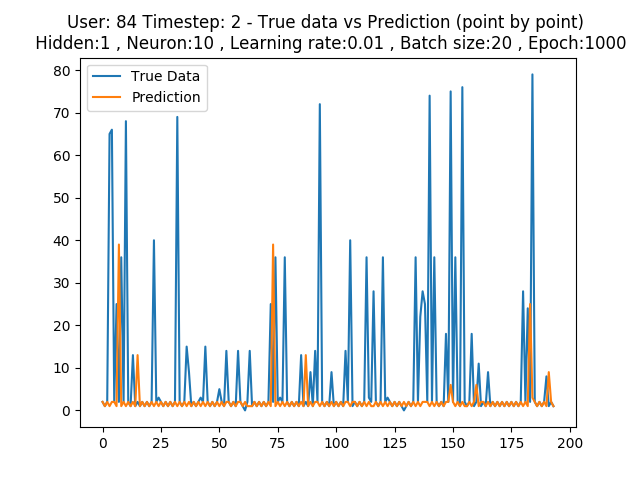 User: 84 Timestep: 2 - True data vs Prediction (point by point)
Hidden:1 , Neuron:10 , Learning rate:0.01 , Batch size:20 , Epoch:1000
True Data
Prediction
80
70
60
50
40
30
20
10
0
0 25 50 75 100 125 150 175 200